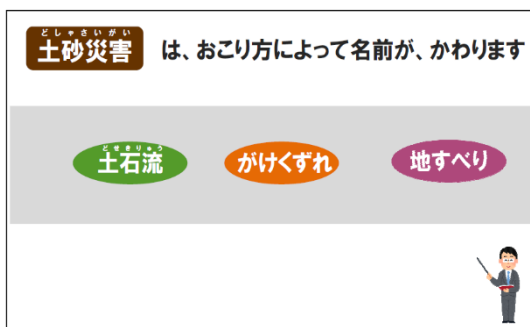 どしゃさいがい
土砂災害 は、おこり方によって名前が、かわります
どせきりゅう
土石流 がけくずれ 地すべり